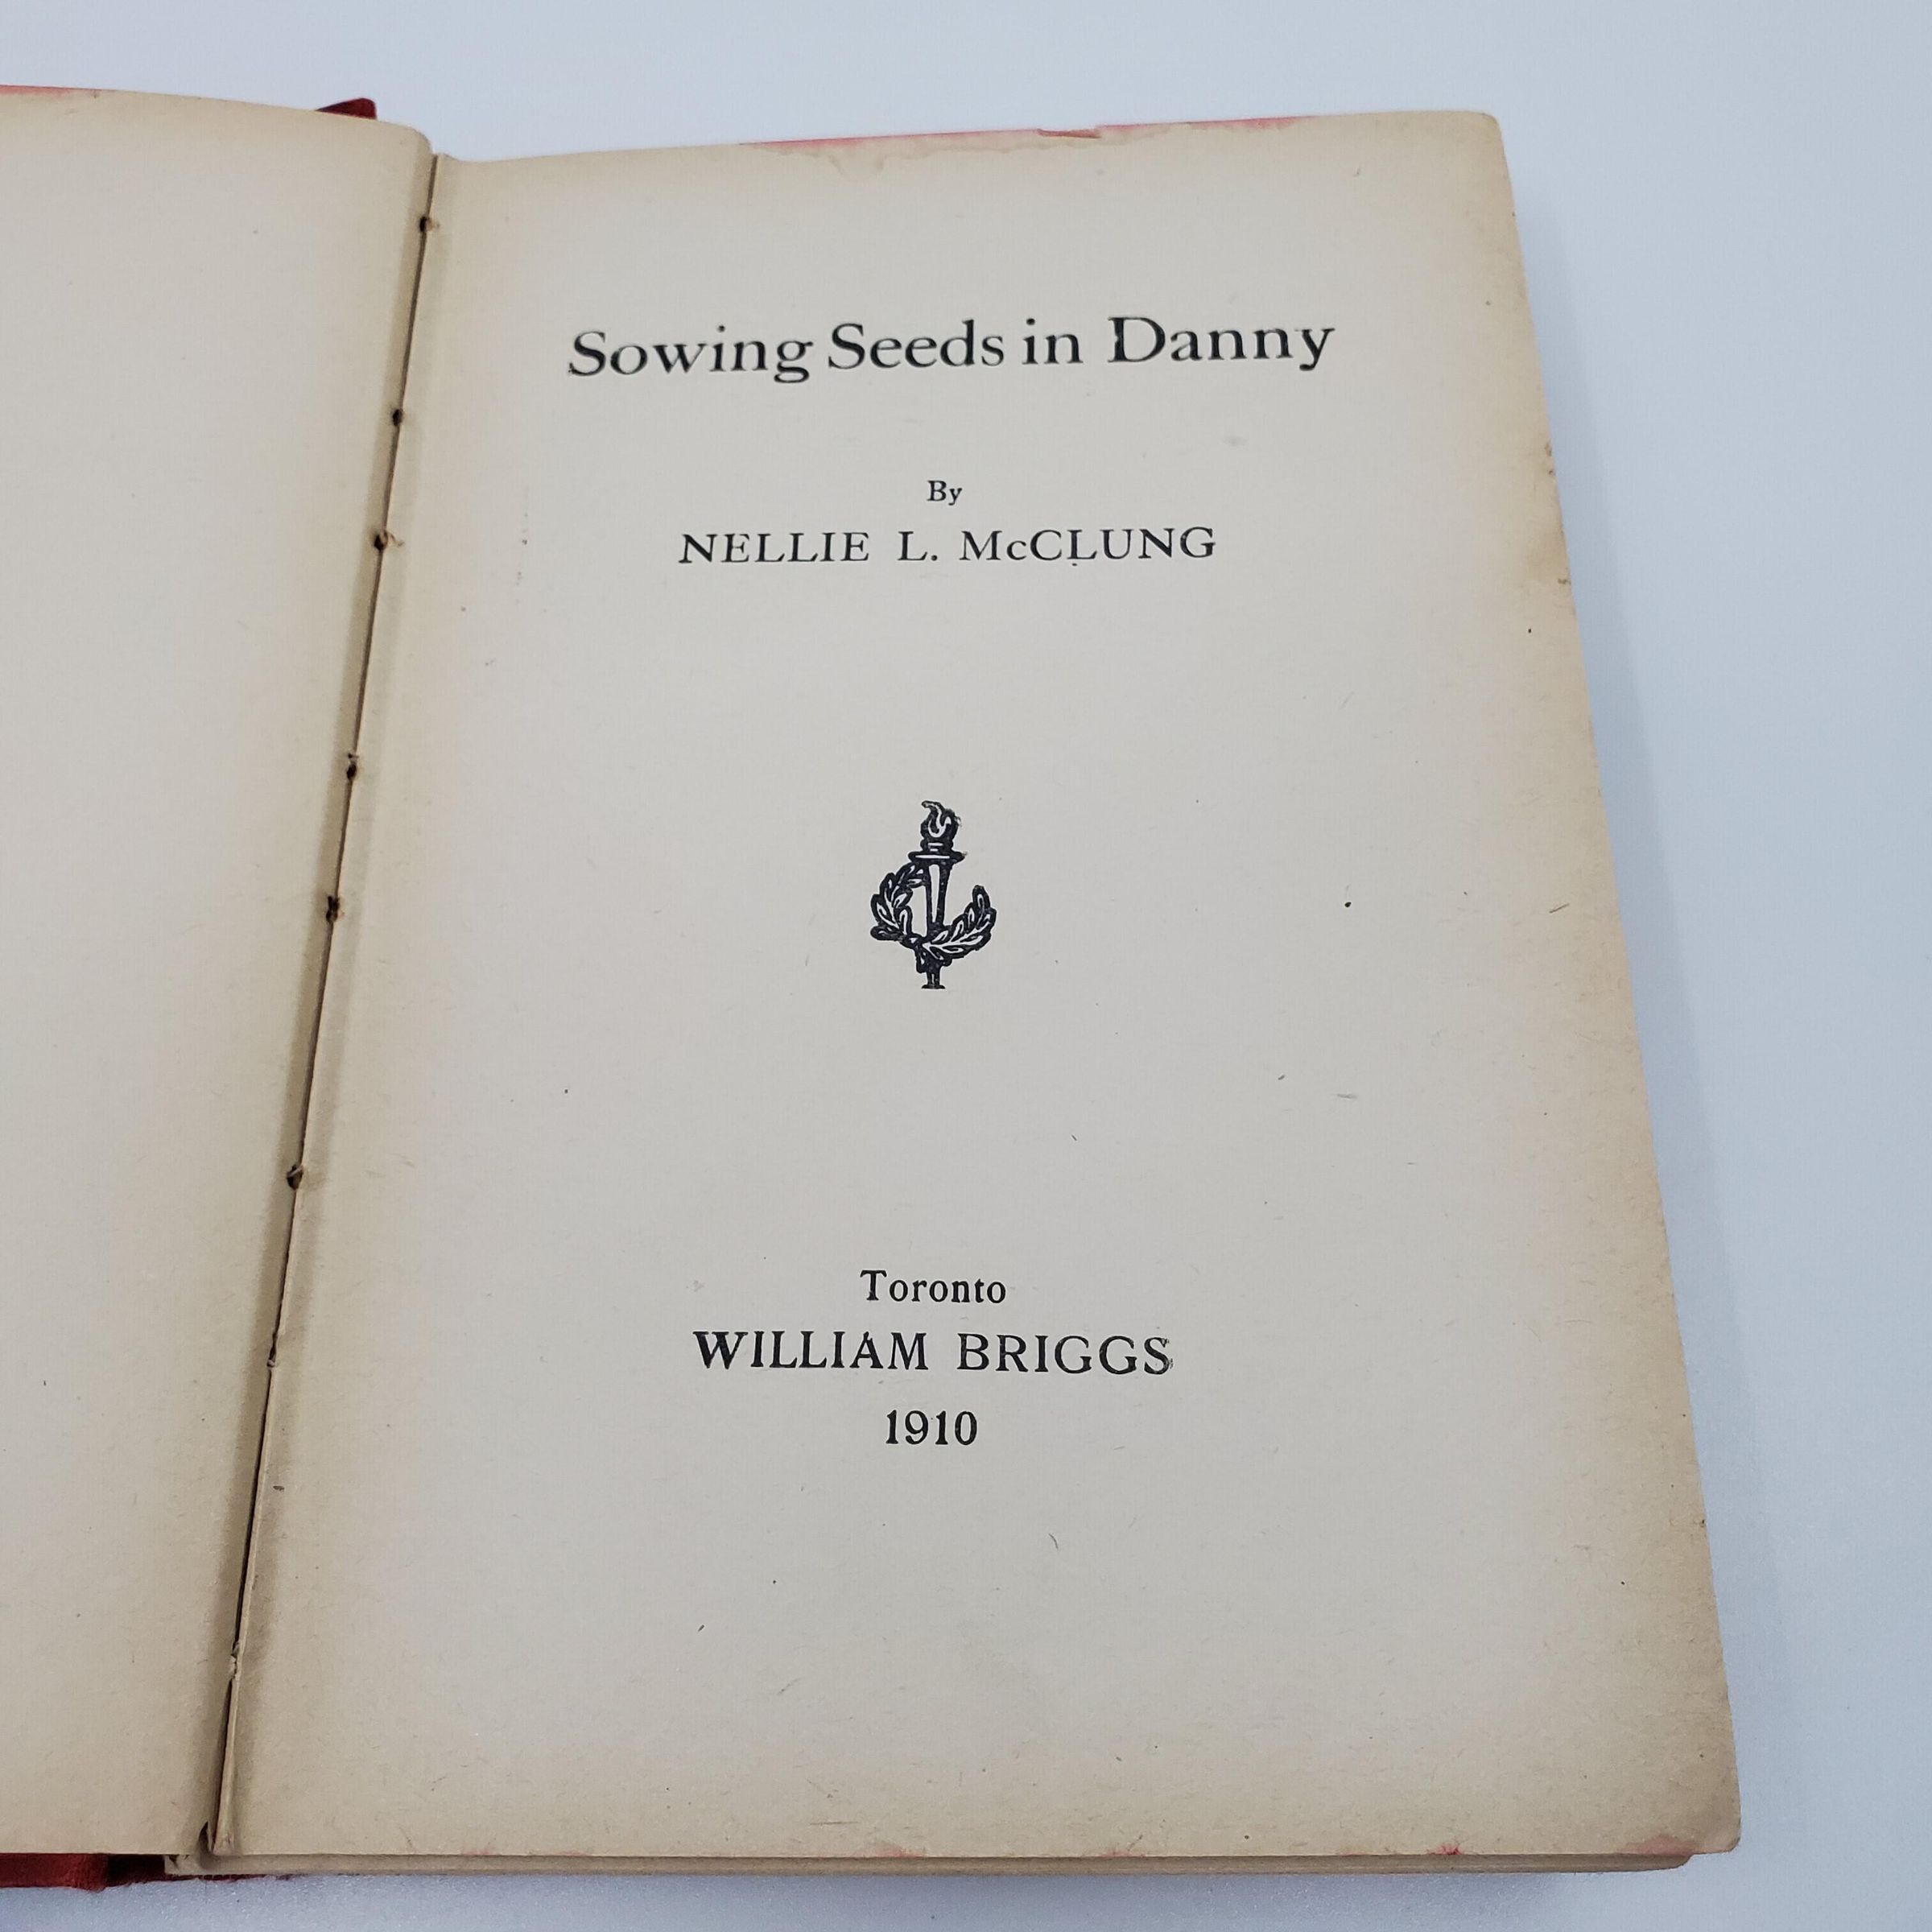 Sowing Seeds in Danny
By
NELLIE L. McCLUNG
Toronto
WILLIAM BRIGGS
1910